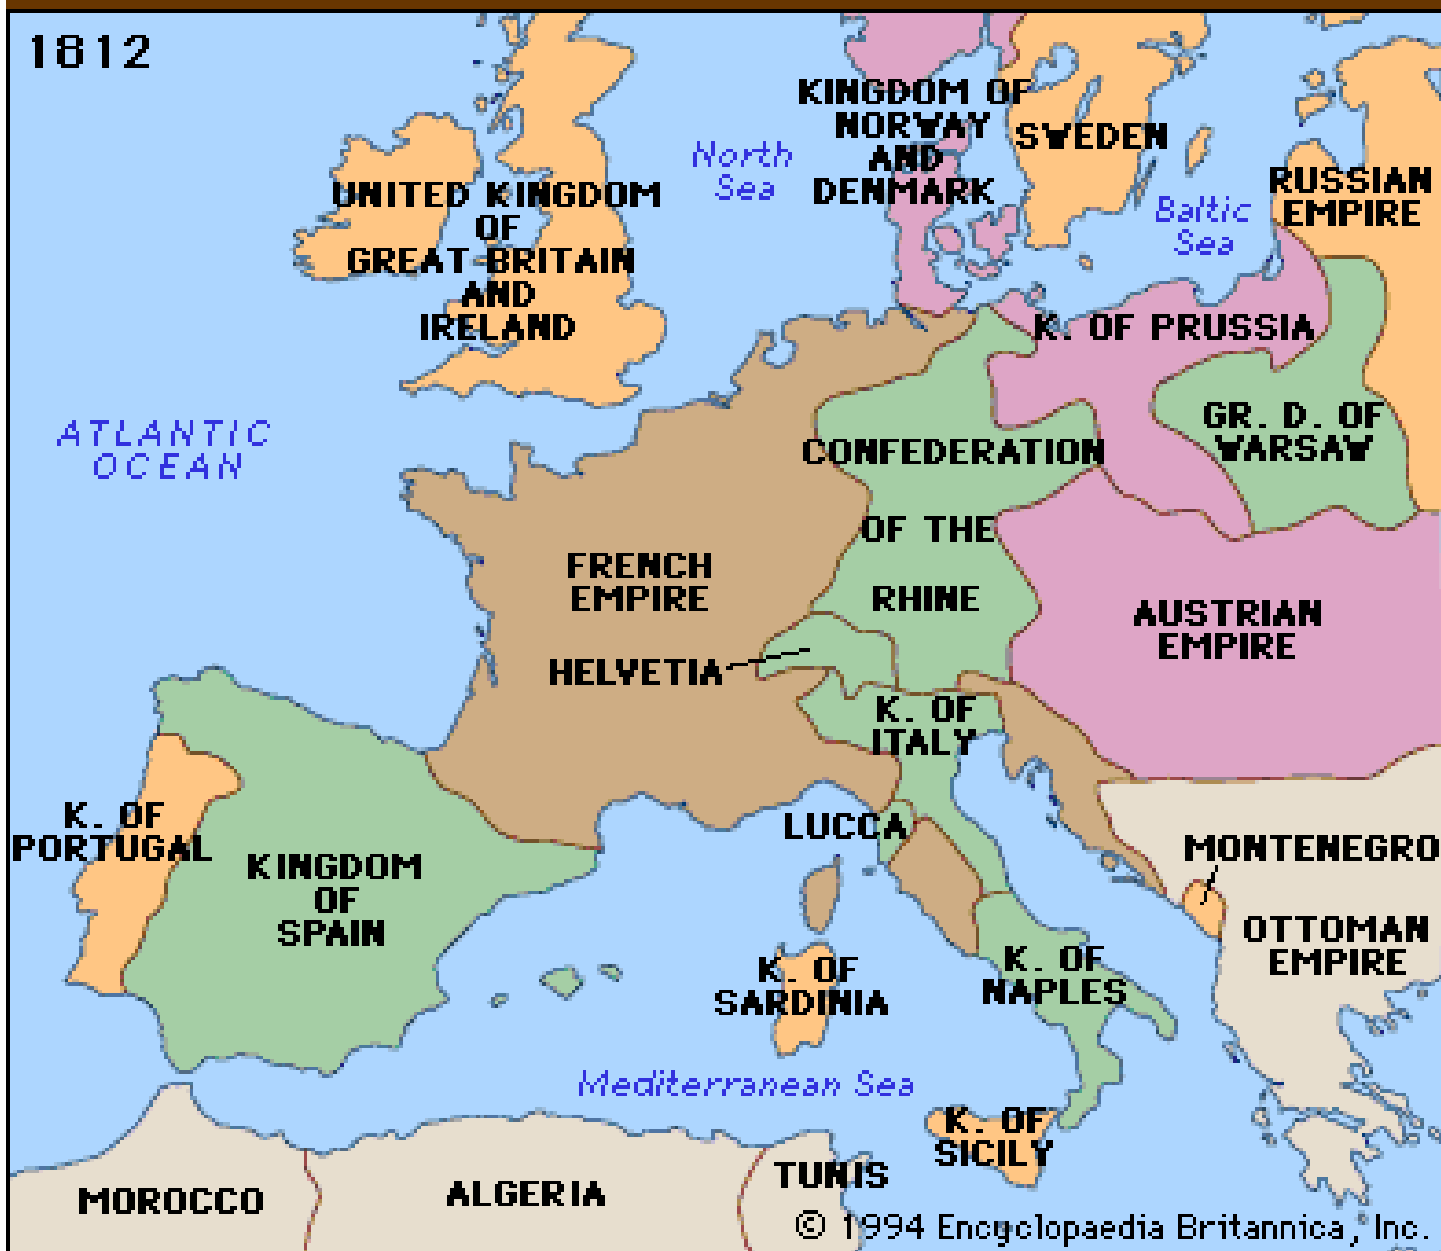 1812
KINGDOM OF
NORWAY
AND
DENMARK
SWEDEN
North
Sea
RUSSIAN
EMPIRE
Baltic
Sea
UNITED KINGDOM
OF
GREAT BRITAIN
AND
IRELAND
K. OF PRUSSIA
ATLANTIC
OCEAN
GR. D. OF
WARSAW
CONFEDERATION
OF THE
RHINE
FRENCH
EMPIRE
AUSTRIAN
EMPIRE
HELVETIA
K. OF
ITALY
K. OF
PORTUGAL
LUCCA
MONTENEGRO
KINGDOM
OF
SPAIN
OTTOMAN
EMPIRE
K. OF
SARDINIA
K. OF
NAPLES
Mediterranean Sea
K. OF
SICILY
MOROCCO
ALGERIA
TUNIS
© 1994 Encyclopaedia Britannica, Inc.